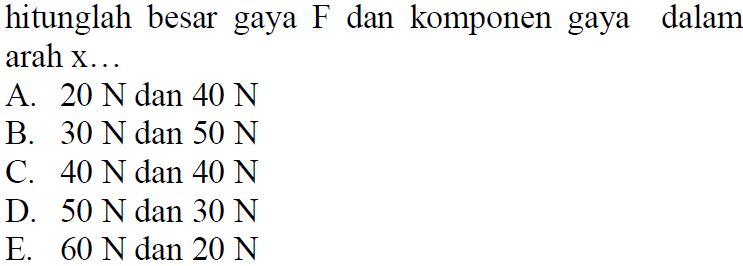 hitunglah besar gaya F dan komponen gaya dalam
arah x...
A. 20 N dan 40 N
B. 30 N dan 50 N
C. 40 N dan 40 N
D. 50 N dan 30 N
E. 60 N dan 20 N